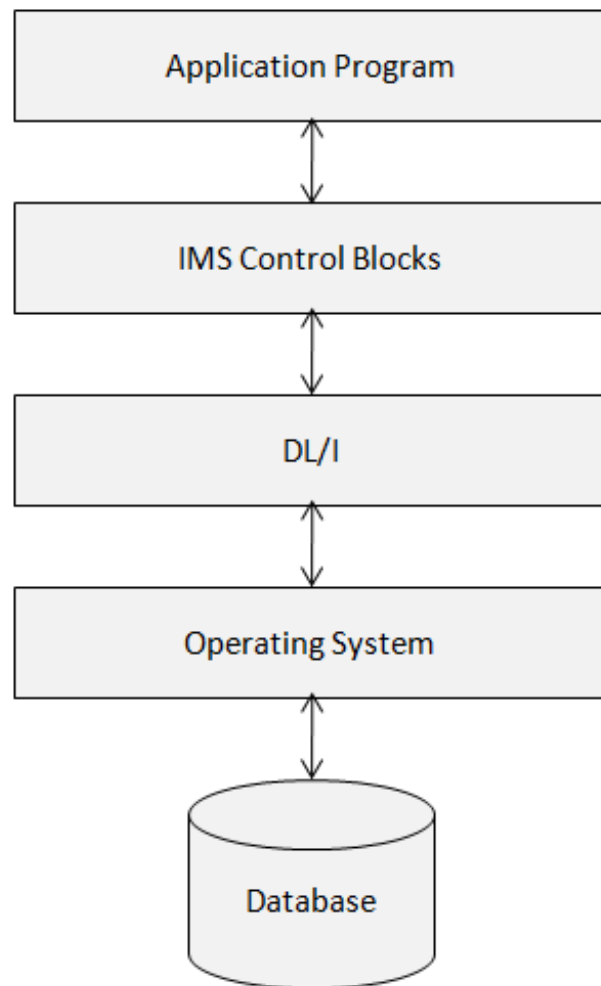 Application Program
IMS Control Blocks
DL/I
Operating System
Database